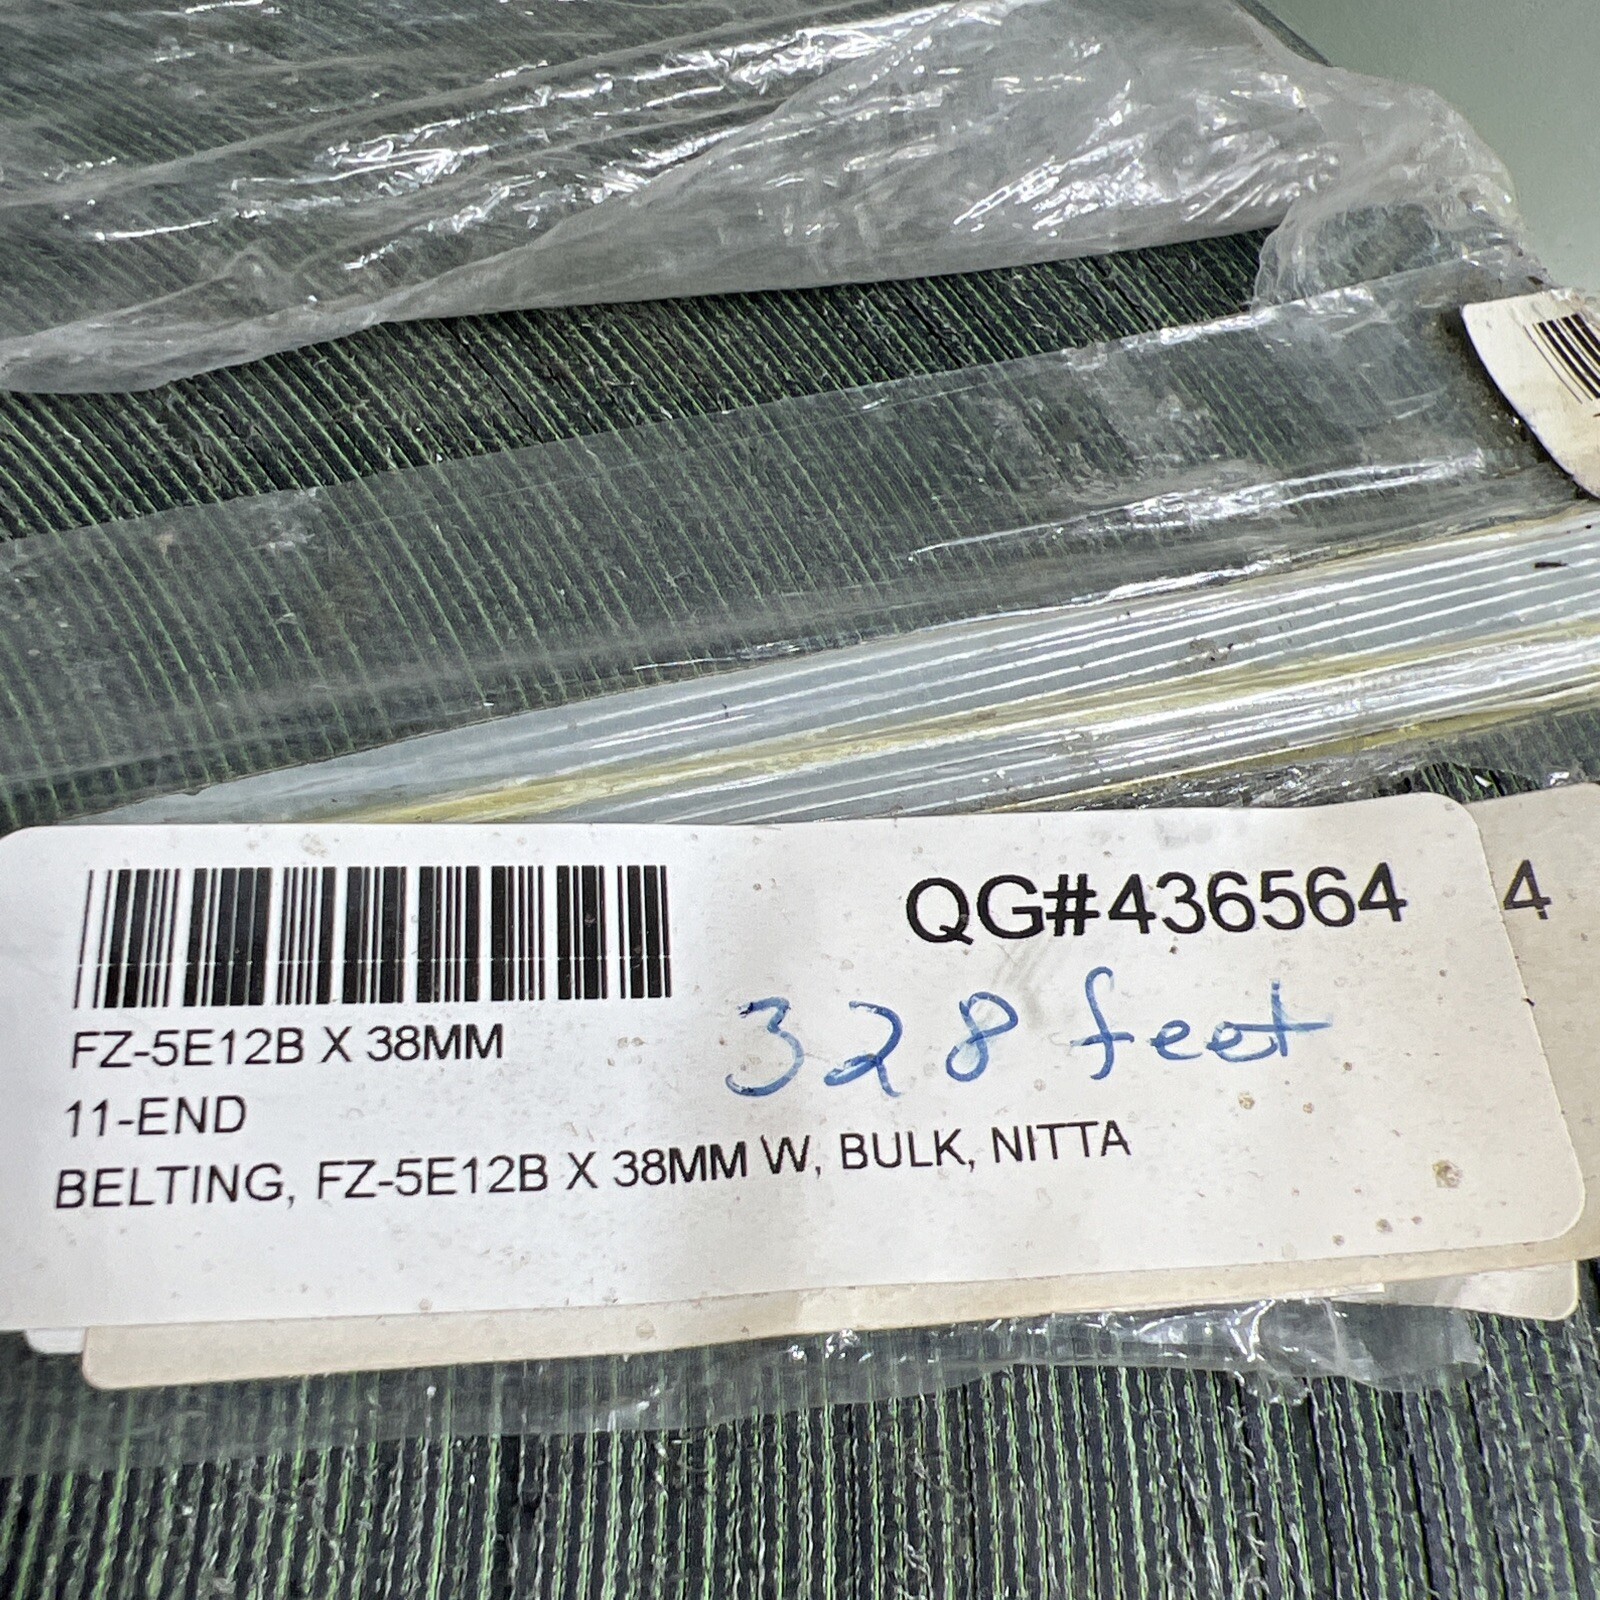 QG#436564
4
328 feet
FZ-5E12B X 38MM
11-END
BELTING, FZ-5E12B X 38MM W, BULK, NITTA